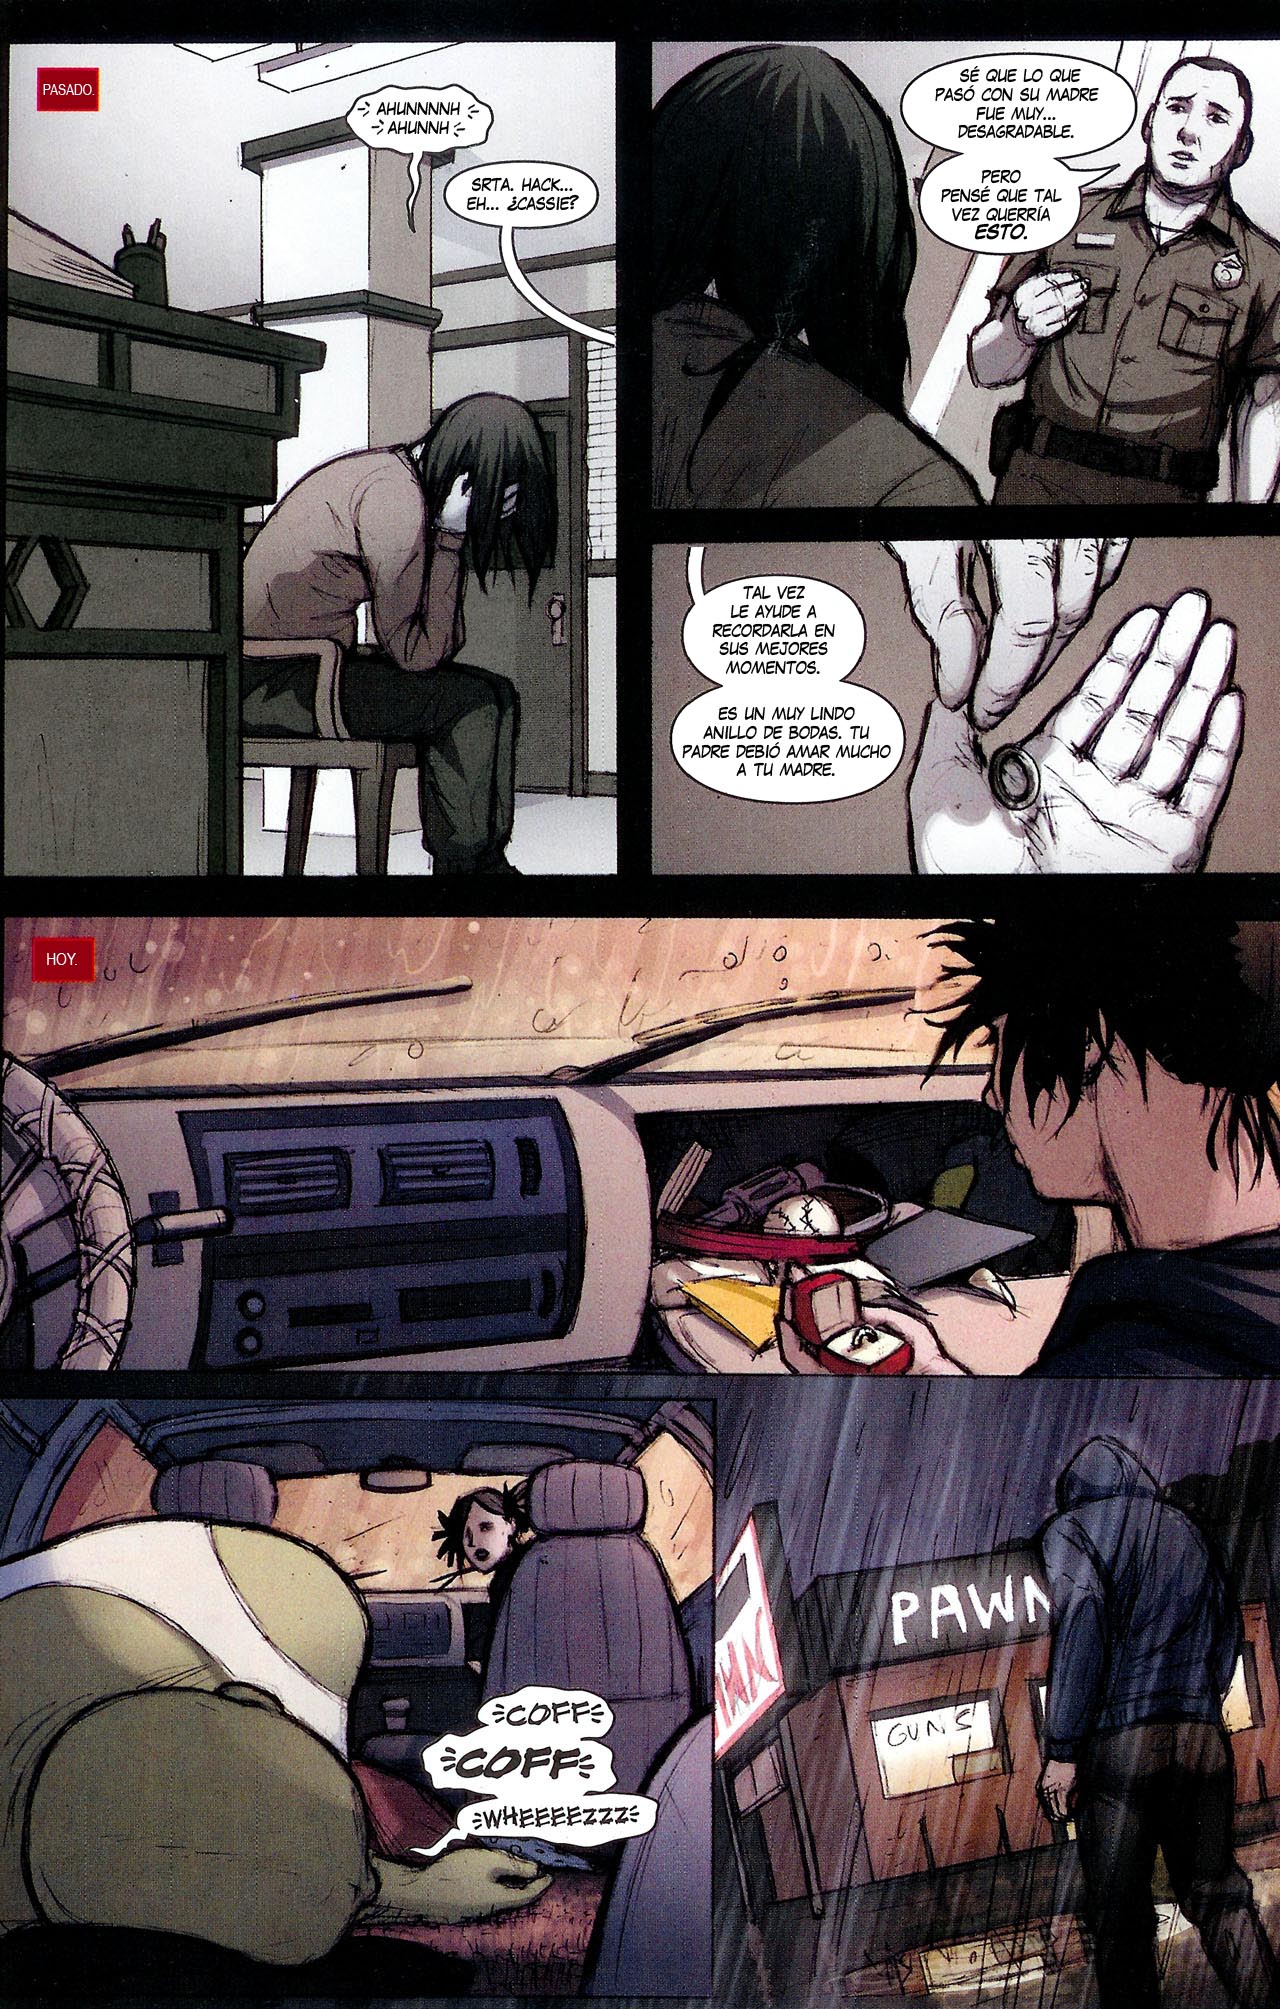 PASADO.
AHUNNNNH
AHUNNH
SRTA. HACK...
EH... ¿CASSIE?
SÉ QUE LO QUE
PASÓ CON SU MADRE
FUE MUY...
DESAGRADABLE.
PERO
PENSÉ QUE TAL
VEZ QUERRÍA
ESTO.
TAL VEZ
LE AYUDE A
RECORDARLA EN
SUS MEJORES
MOMENTOS.
ES UN MUY LINDO
ANILLO DE BODAS. TU
PADRE DEBIÓ AMAR MUCHO
A TU MADRE.
HOY.
COFF
COFF
WHEEEEZZZ
PAWN
GUNS